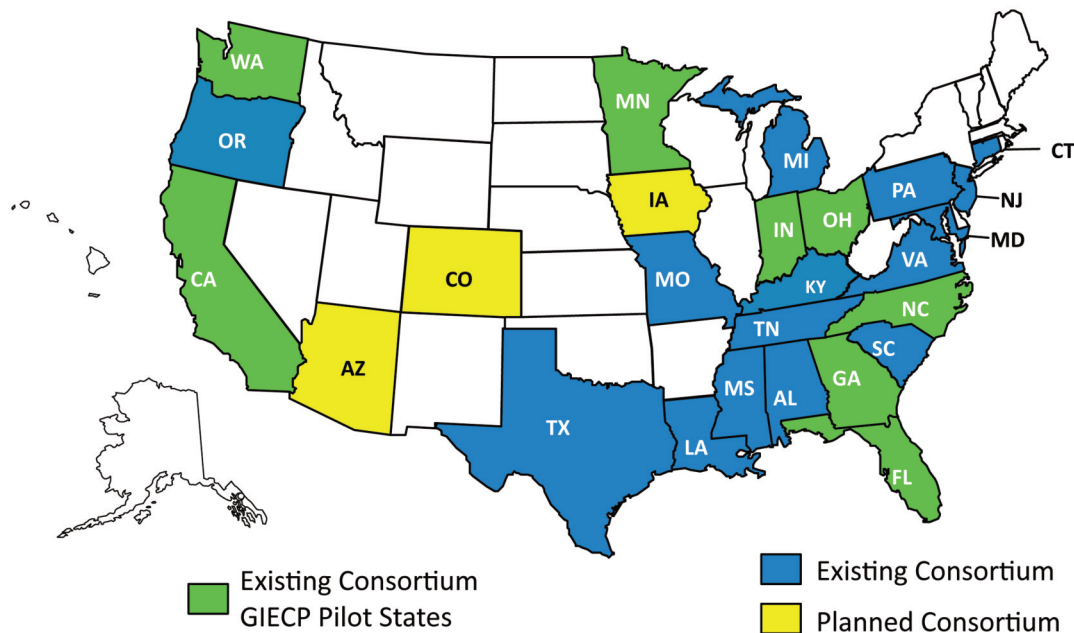 WA
MN
OR
MI
CT
PA
IA
NJ
IN
OH
MD
VA
CA
CO
MO
KY
NC
TN
SC
AZ
GA
MS
AL
TX
LA
FL
Existing Consortium
GIECP Pilot States
Existing Consortium
Planned Consortium